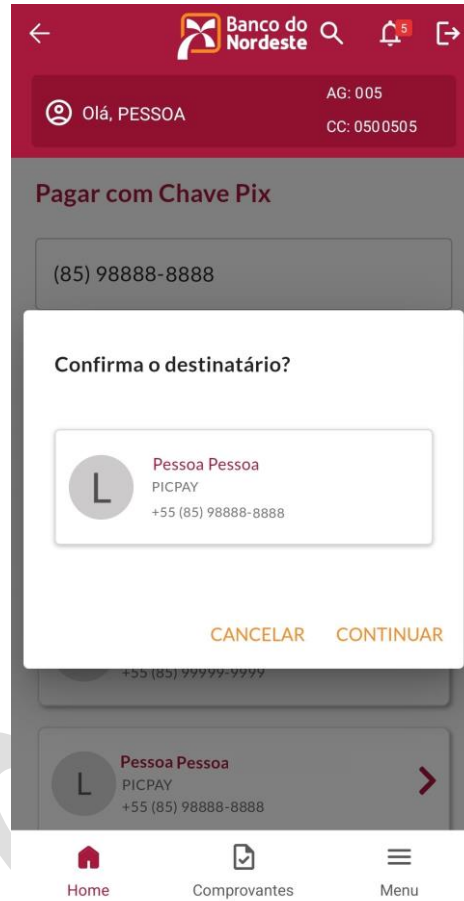 Banco do
Nordeste
5
Olá, PESSOA
AG: 005
CC: 0500505
Pagar com Chave Pix
(85) 98888-8888
Confirma o destinatário?
L
Pessoa Pessoa
PICPAY
+55 (85) 98888-8888
CANCELAR CONTINUAR
+55 (85) 99999-9999
L
Pessoa Pessoa
PICPAY
+55 (85) 98888-8888
Home Comprovantes Menu